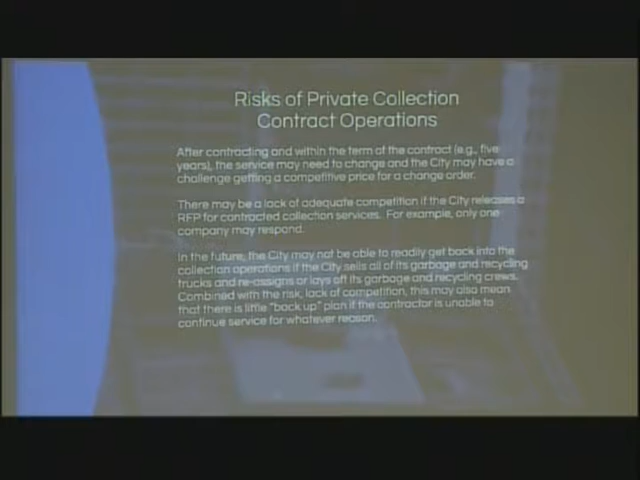 Risks of Private Collection
Contract Operations
After contracting and within the term of the contract (e.g., five
years), the service may need to change and the City may have a
challenge getting a competitive price for a change order.
There may be a lack of adequate competition if the City releases a
RFP for contracted collection services. For example, only one
company may respond.
In the future, the City may not be able to readily get back into the
collection operations if the City sells all of its garbage and recycling
trucks and re-assigns or lays off its garbage and recycling crews.
Combined with the risk, lack of competition, this may also mean
that there is little "back up" plan if the contractor is unable to
continue service for whatever reason.